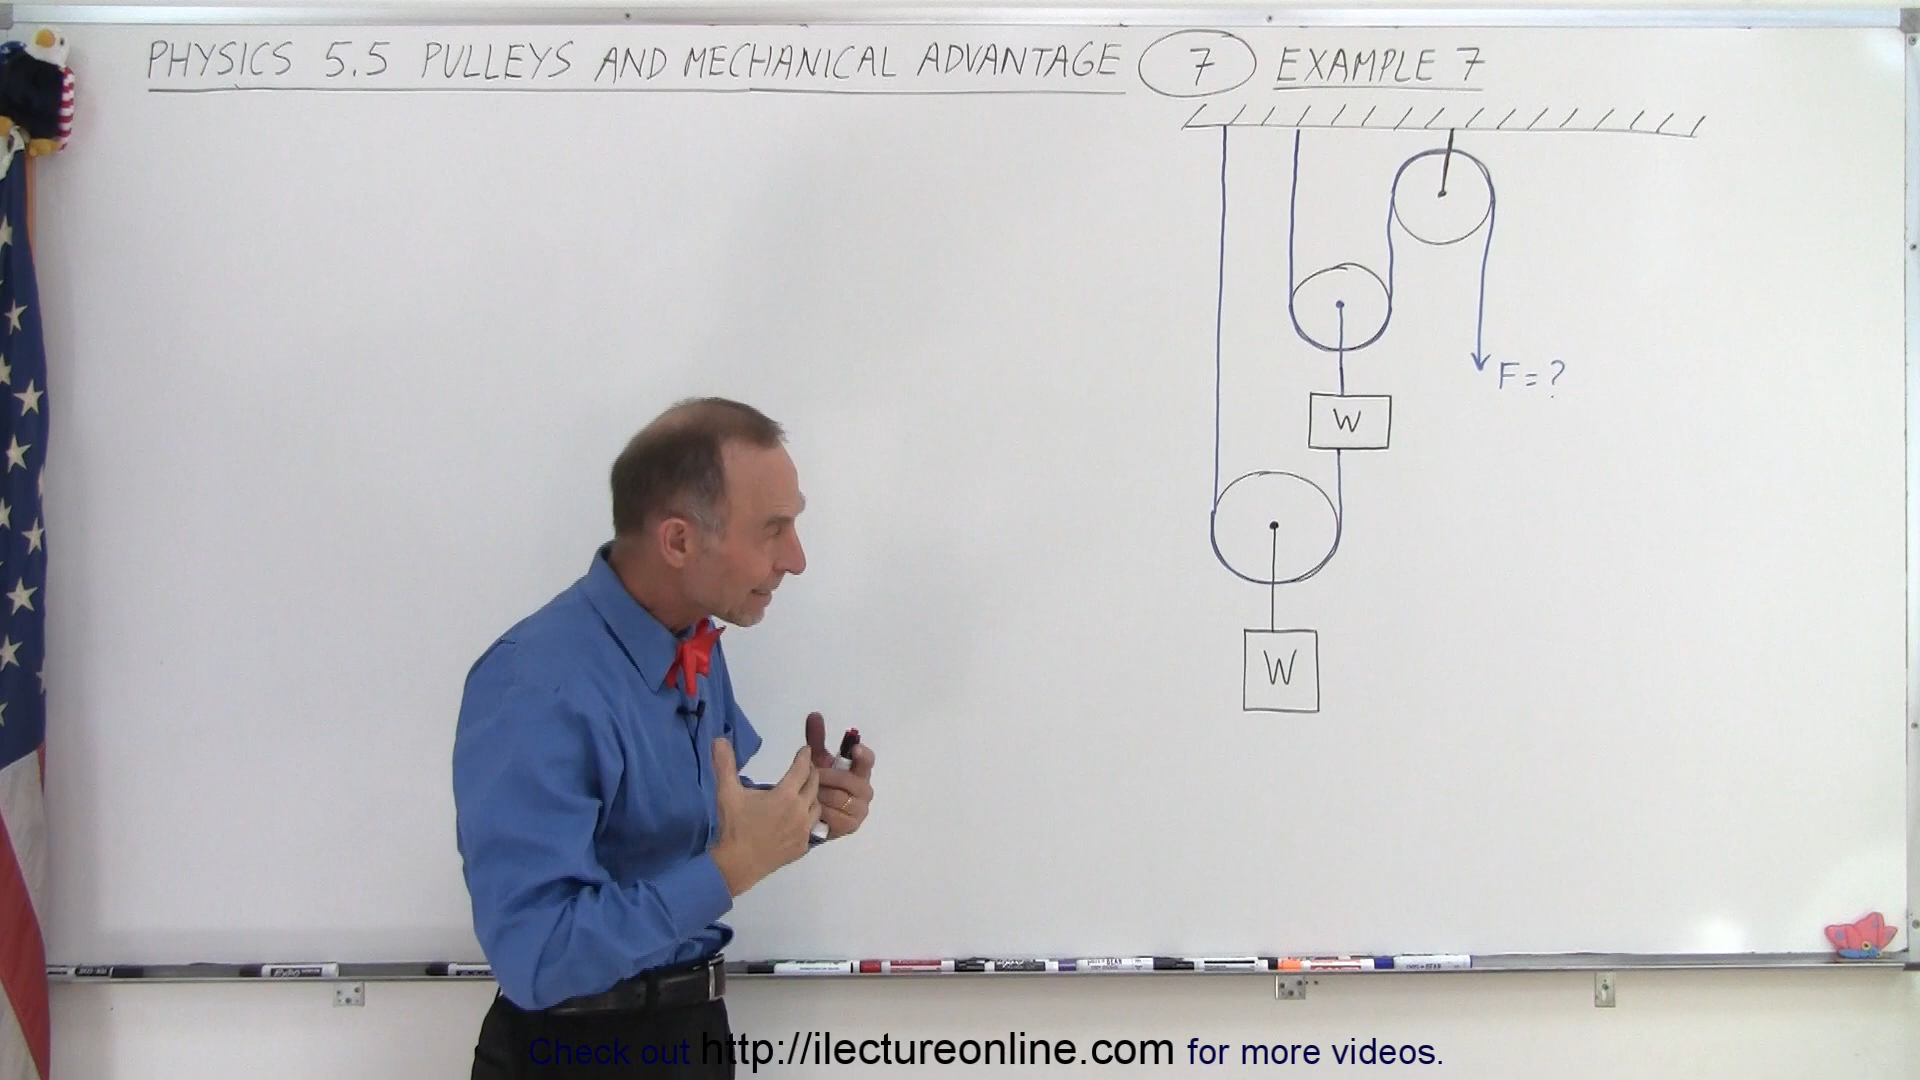 PHYSICS 5.5 PULLEYS AND MECHANICAL ADVANTAGE 7 EXAMPLE 7
F = ?
W
W
Check out http://ilectureonline.com for more videos.